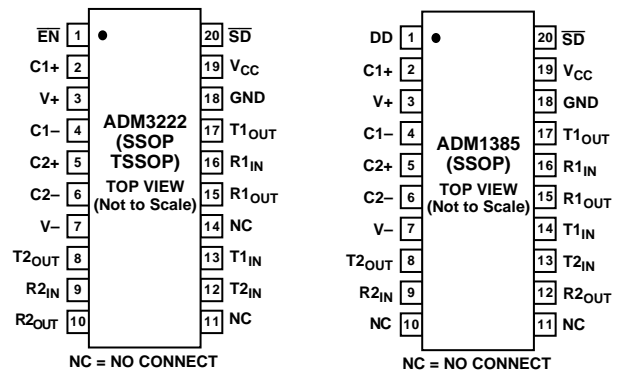 E̅N̅ 1 20 S̅D̅
C1+ 2 19 VCC
V+ 3 18 GND
C1– 4 17 T1OUT
C2+ 5 16 R1IN
C2– 6 15 R1OUT
V– 7 14 NC
T2OUT 8 13 T1IN
R2IN 9 12 T2IN
R2OUT 10 11 NC
ADM3222
(SSOP
TSSOP)
TOP VIEW
(Not to Scale)
NC = NO CONNECT
DD 1 20 S̅D̅
C1+ 2 19 VCC
V+ 3 18 GND
C1– 4 17 T1OUT
C2+ 5 16 R1IN
C2– 6 15 R1OUT
V– 7 14 T1IN
T2OUT 8 13 T2IN
R2IN 9 12 R2OUT
NC 10 11 NC
ADM1385
(SSOP)
TOP VIEW
(Not to Scale)
NC = NO CONNECT